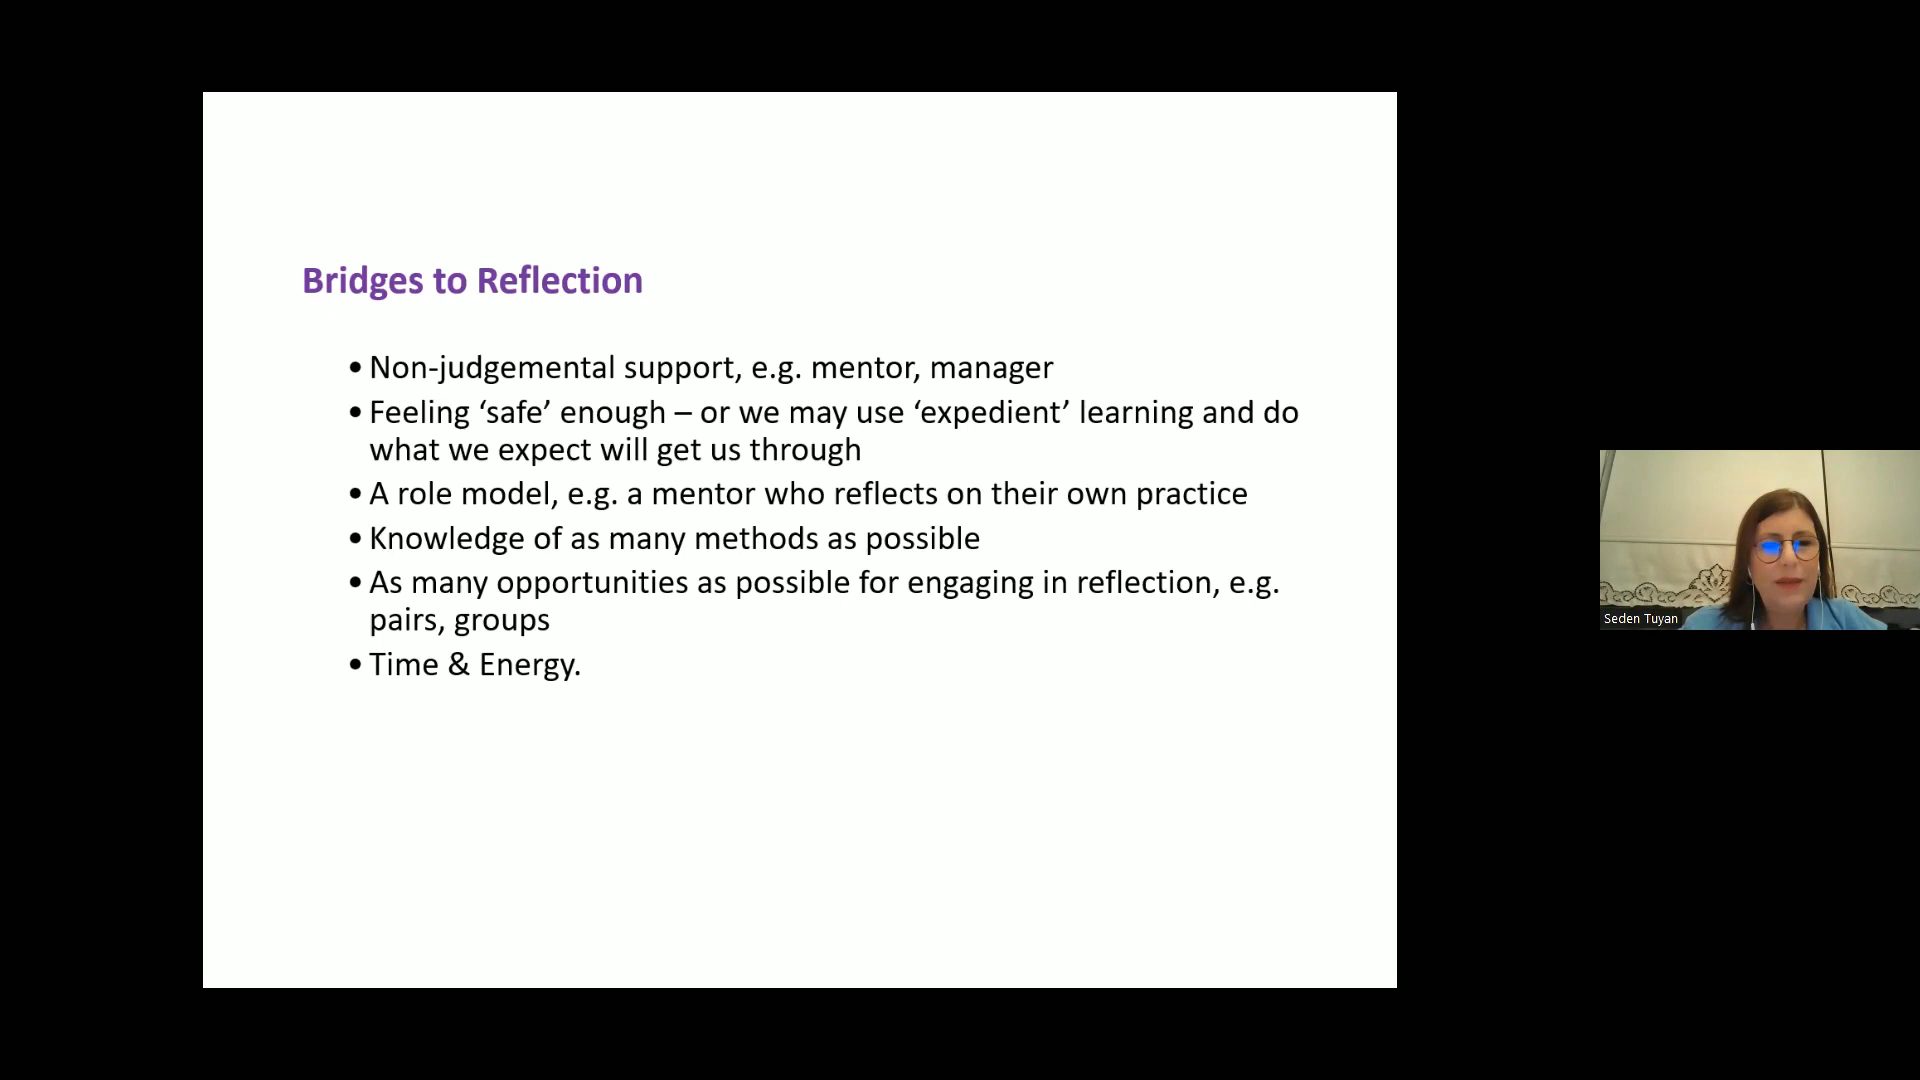 Bridges to Reflection
• Non-judgemental support, e.g. mentor, manager
• Feeling ‘safe’ enough – or we may use ‘expedient’ learning and do
what we expect will get us through
• A role model, e.g. a mentor who reflects on their own practice
• Knowledge of as many methods as possible
• As many opportunities as possible for engaging in reflection, e.g.
pairs, groups
• Time & Energy.
Seden Tuyan